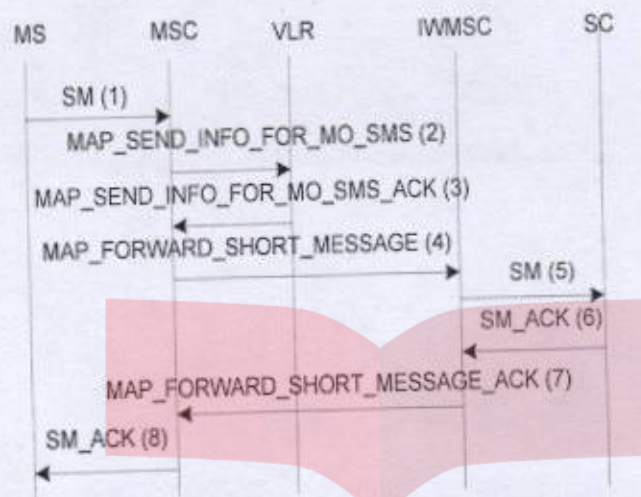 MS MSC VLR IWMSC SC
SM (1)
MAP_SEND_INFO_FOR_MO_SMS (2)
MAP_SEND_INFO_FOR_MO_SMS_ACK (3)
MAP_FORWARD_SHORT_MESSAGE (4)
SM (5)
SM_ACK (6)
MAP_FORWARD_SHORT_MESSAGE_ACK (7)
SM_ACK (8)